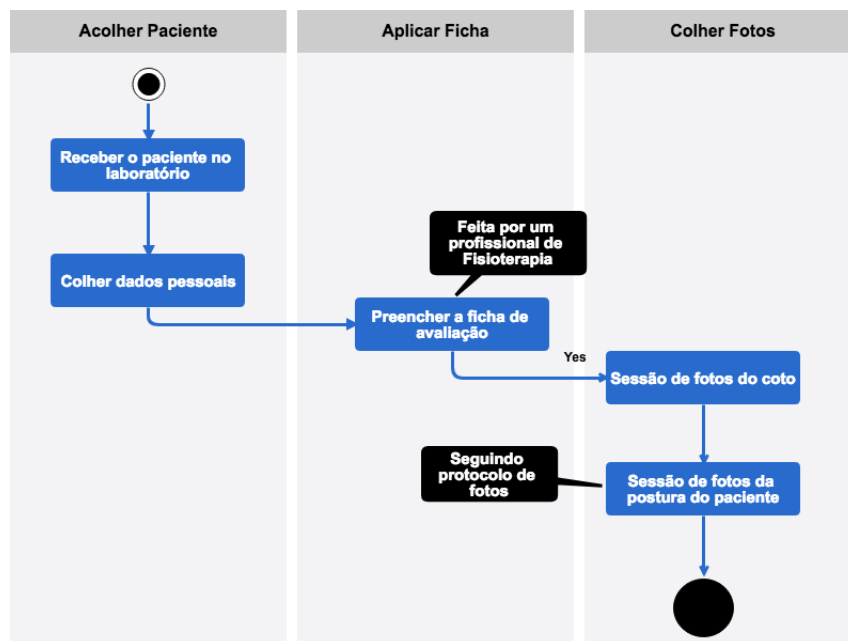 Acolher Paciente
Aplicar Ficha
Colher Fotos
Receber o paciente no
laboratório
Colher dados pessoais
Feita por um
profissional de
Fisioterapia
Preencher a ficha de
avaliação
Yes
Sessão de fotos do coto
Seguindo
protocolo de
fotos
Sessão de fotos da
postura do paciente